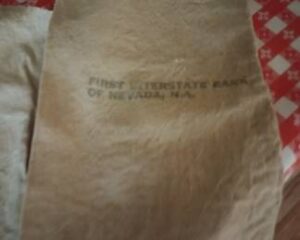 FIRST INTERSTATE BANK
OF NEVADA, N.A.